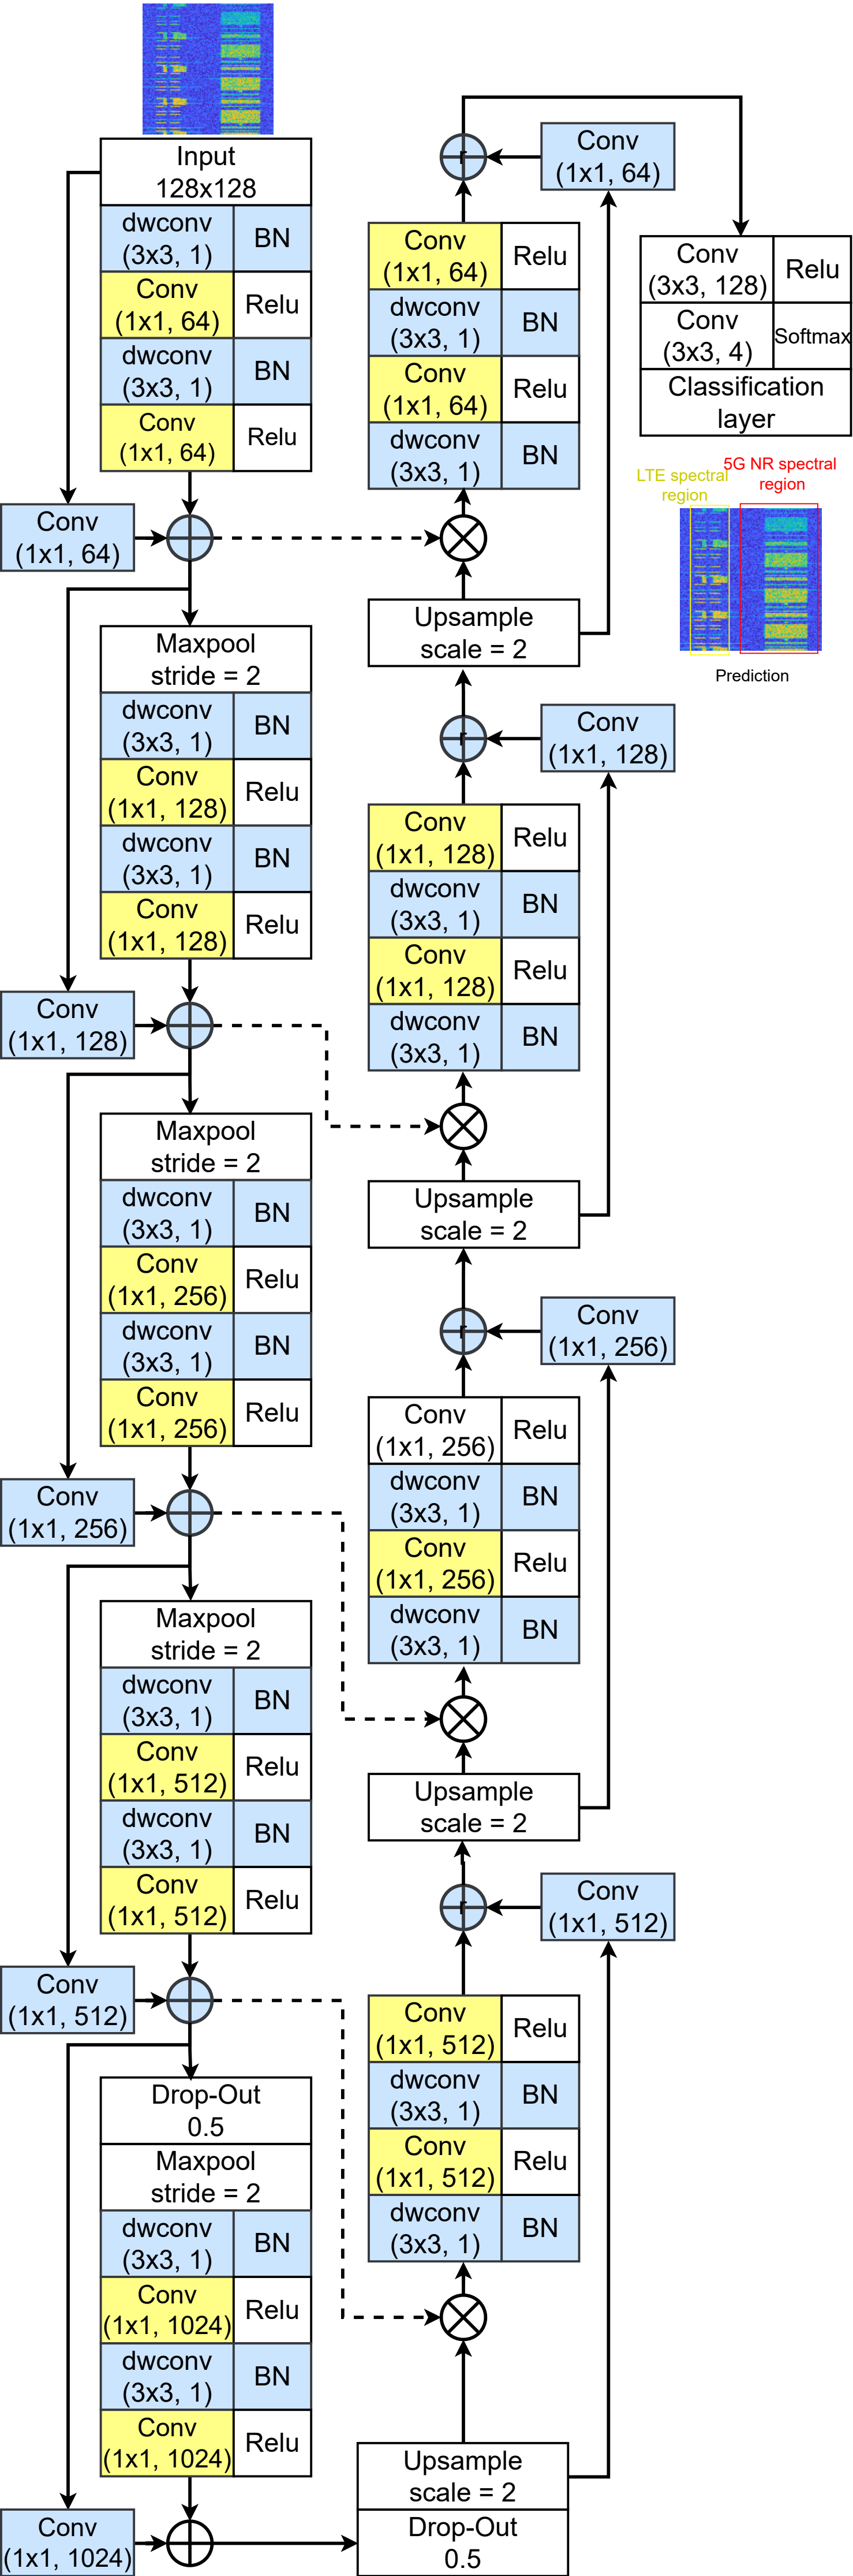 Input
128x128
dwconv
(3x3, 1)
BN
Conv
(1x1, 64)
Relu
dwconv
(3x3, 1)
BN
Conv
(1x1, 64)
Relu
Conv
(1x1, 64)
Maxpool
stride = 2
dwconv
(3x3, 1)
BN
Conv
(1x1, 128)
Relu
dwconv
(3x3, 1)
BN
Conv
(1x1, 128)
Relu
Conv
(1x1, 128)
Maxpool
stride = 2
dwconv
(3x3, 1)
BN
Conv
(1x1, 256)
Relu
dwconv
(3x3, 1)
BN
Conv
(1x1, 256)
Relu
Conv
(1x1, 256)
Maxpool
stride = 2
dwconv
(3x3, 1)
BN
Conv
(1x1, 512)
Relu
dwconv
(3x3, 1)
BN
Conv
(1x1, 512)
Relu
Conv
(1x1, 512)
Drop-Out
0.5
Maxpool
stride = 2
dwconv
(3x3, 1)
BN
Conv
(1x1, 1024)
Relu
dwconv
(3x3, 1)
BN
Conv
(1x1, 1024)
Relu
Conv
(1x1, 1024)
Conv
(1x1, 64)
Conv
(1x1, 64)
Relu
dwconv
(3x3, 1)
BN
Conv
(1x1, 64)
Relu
dwconv
(3x3, 1)
BN
Upsample
scale = 2
Conv
(1x1, 128)
Conv
(1x1, 128)
Relu
dwconv
(3x3, 1)
BN
Conv
(1x1, 128)
Relu
dwconv
(3x3, 1)
BN
Upsample
scale = 2
Conv
(1x1, 256)
Conv
(1x1, 256)
Relu
dwconv
(3x3, 1)
BN
Conv
(1x1, 256)
Relu
dwconv
(3x3, 1)
BN
Upsample
scale = 2
Conv
(1x1, 512)
Conv
(1x1, 512)
Relu
dwconv
(3x3, 1)
BN
Conv
(1x1, 512)
Relu
dwconv
(3x3, 1)
BN
Upsample
scale = 2
Drop-Out
0.5
Conv
(3x3, 128)
Relu
Conv
(3x3, 4)
Softmax
Classification
layer
LTE spectral
region
5G NR spectral
region
Prediction